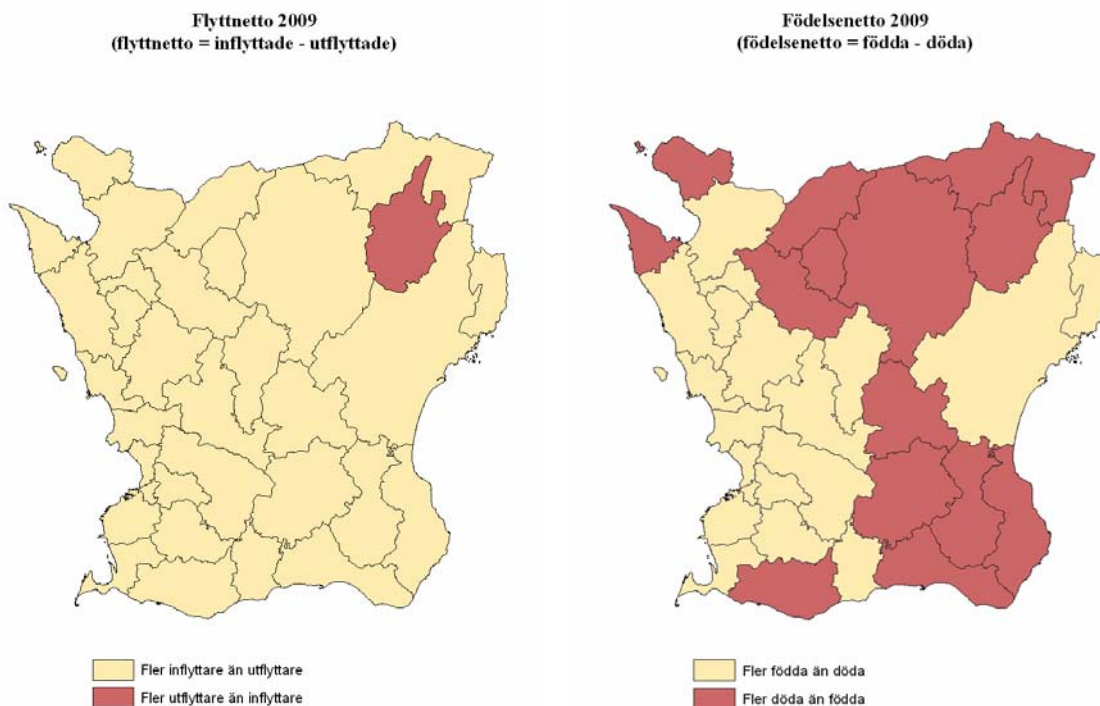 Flyttnetto 2009
(flyttnetto = inflyttade - utflyttade)
Fler inflyttare än utflyttare
Fler utflyttare än inflyttare
Födelsenetto 2009
(födelsenetto = födda - döda)
Fler födda än döda
Fler döda än födda